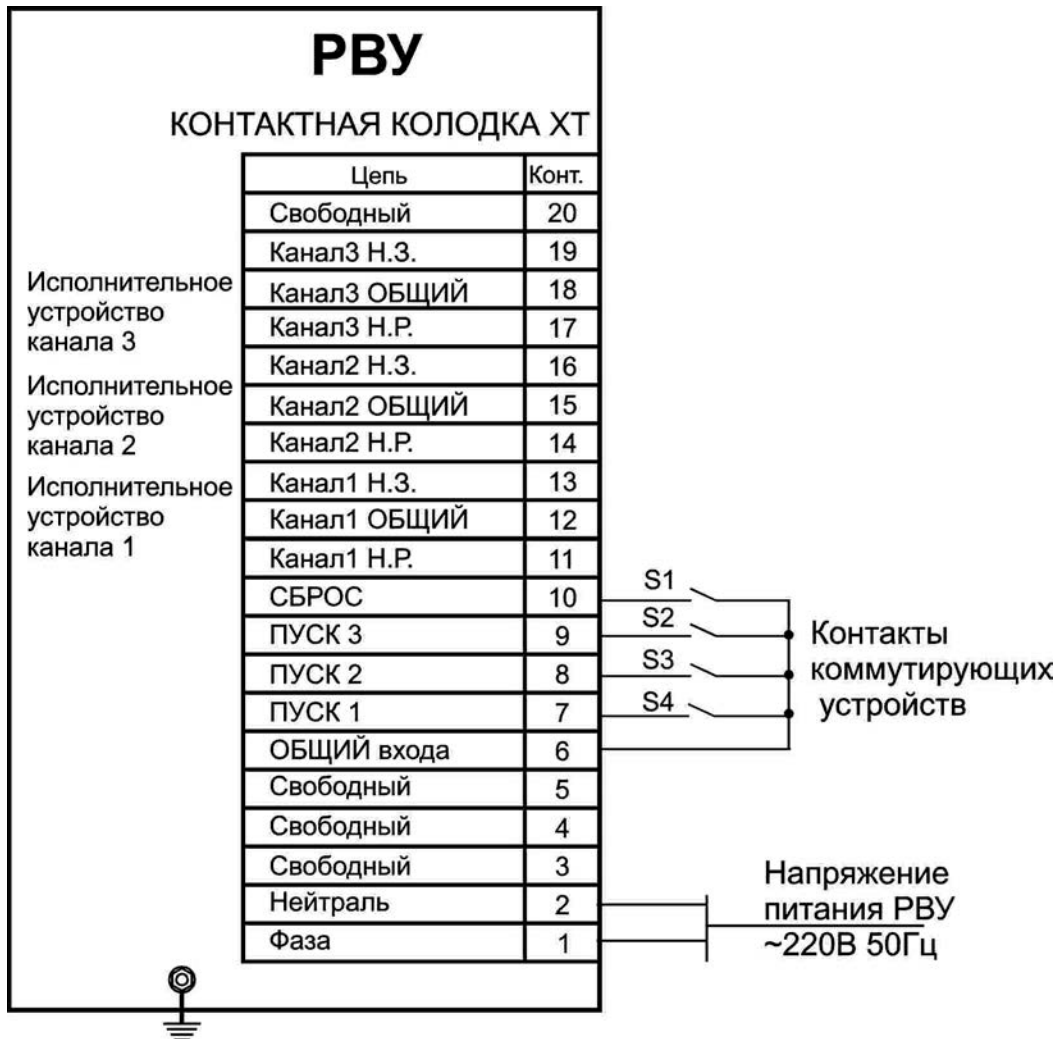 РВУ
КОНТАКТНАЯ КОЛОДКА ХТ
Цепь Конт.
Свободный 20
Канал3 Н.З. 19
Канал3 ОБЩИЙ 18
Канал3 Н.Р. 17
Канал2 Н.З. 16
Канал2 ОБЩИЙ 15
Канал2 Н.Р. 14
Канал1 Н.З. 13
Канал1 ОБЩИЙ 12
Канал1 Н.Р. 11
СБРОС 10
ПУСК 3 9
ПУСК 2 8
ПУСК 1 7
ОБЩИЙ входа 6
Свободный 5
Свободный 4
Свободный 3
Нейтраль 2
Фаза 1
Исполнительное
устройство
канала 3
Исполнительное
устройство
канала 2
Исполнительное
устройство
канала 1
S1
S2
S3
S4
Контакты
коммутирующих
устройств
Напряжение
питания РВУ
~220В 50Гц